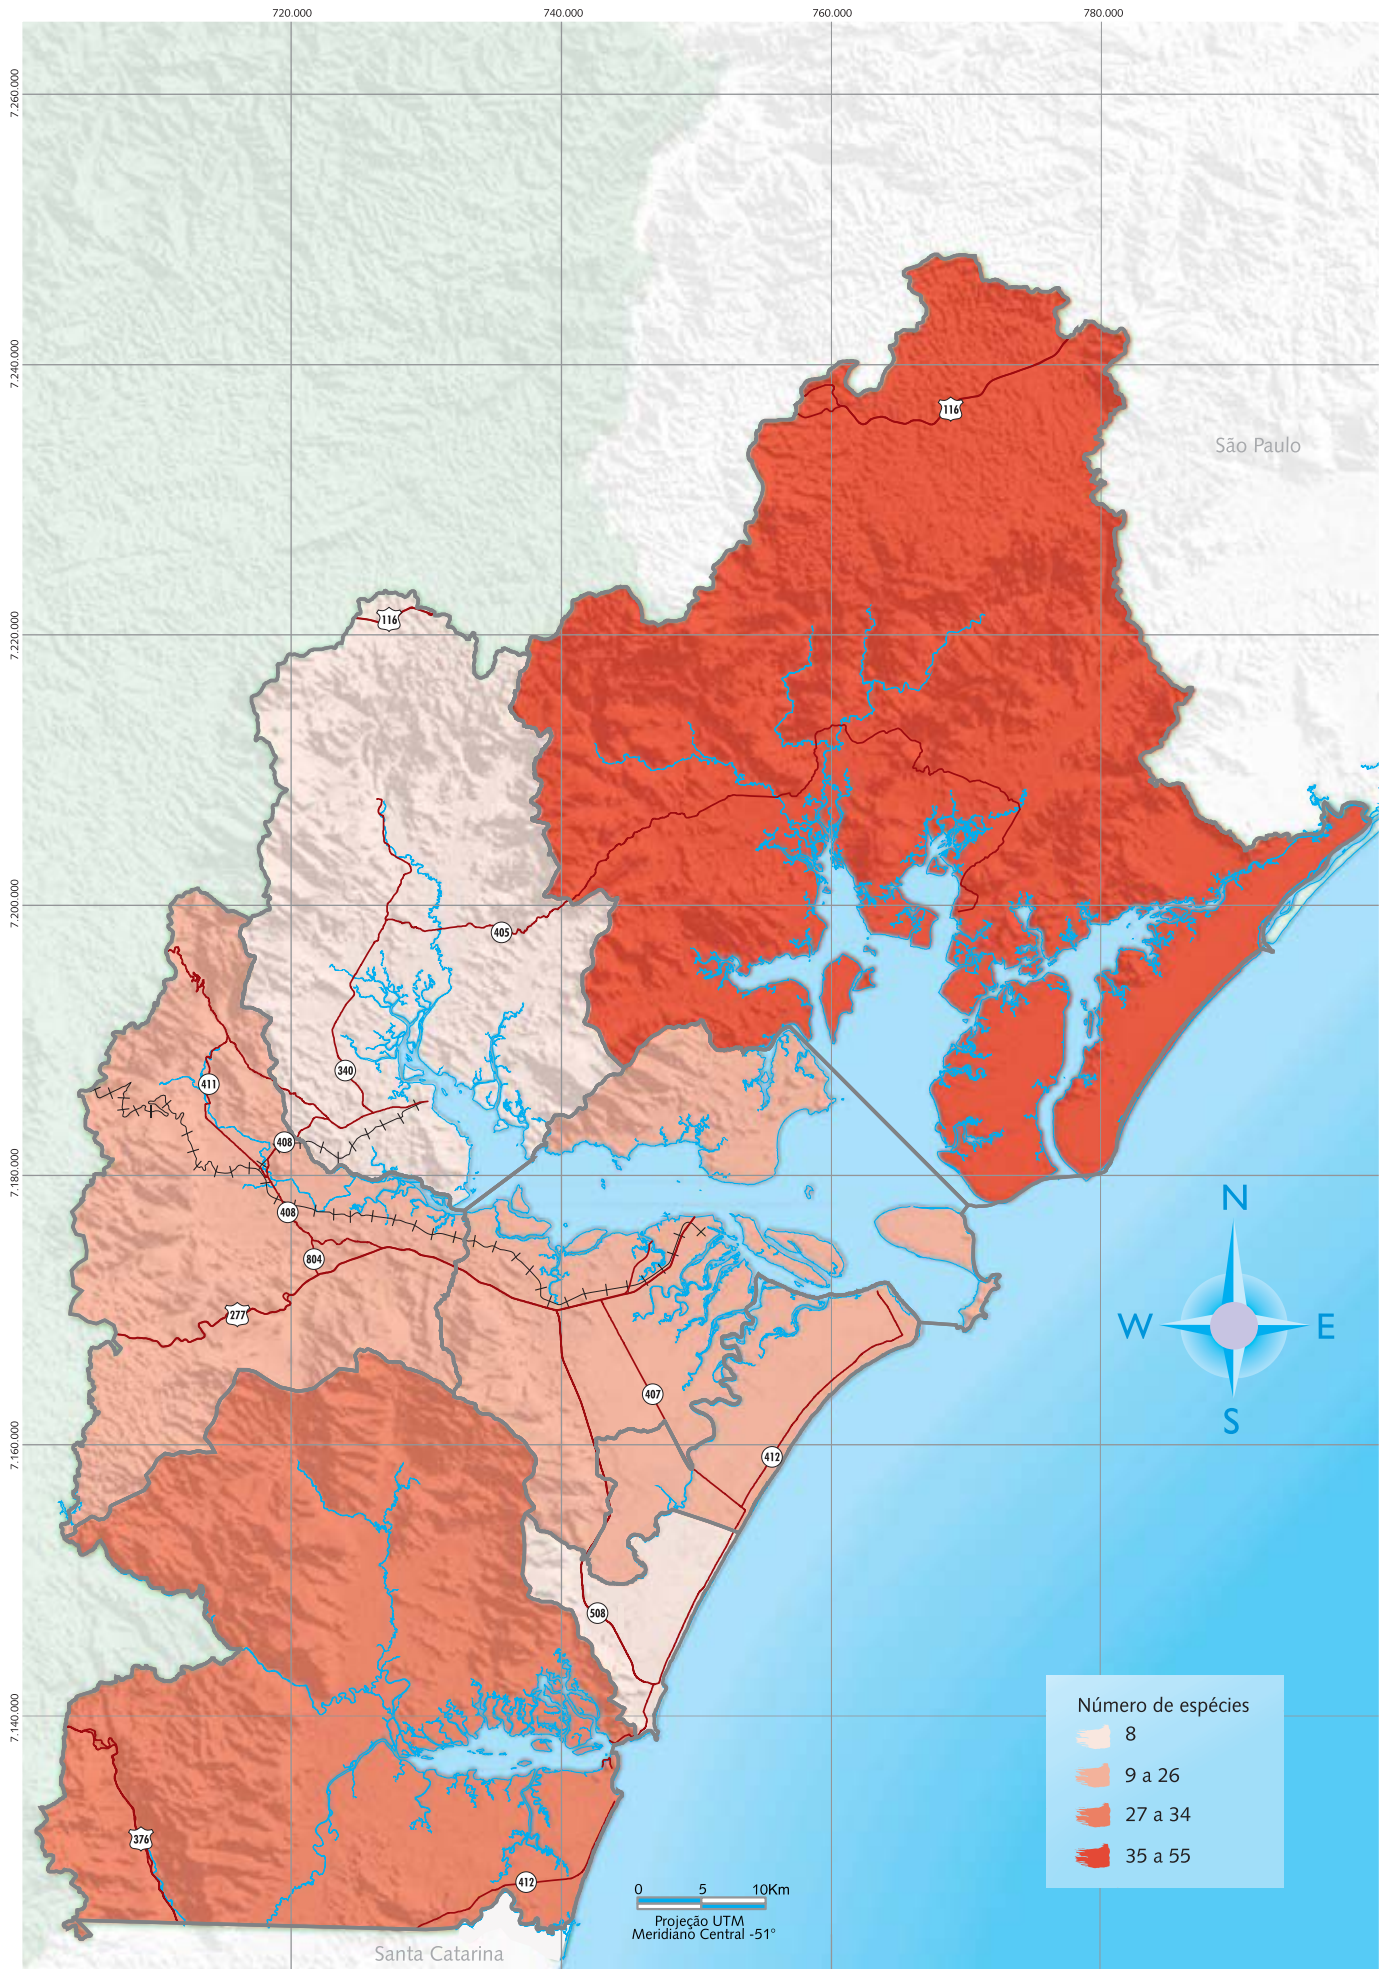 720.000
740.000
760.000
780.000
7.260.000
7.240.000
116
São Paulo
7.220.000
116
7.200.000
405
340
411
408
7.180.000
408
804
277
N
W
E
S
407
7.160.000
412
508
7.140.000
376
412
Número de espécies
8
9 a 26
27 a 34
35 a 55
0 5 10Km
Projeção UTM
Meridiano Central -51°
Santa Catarina